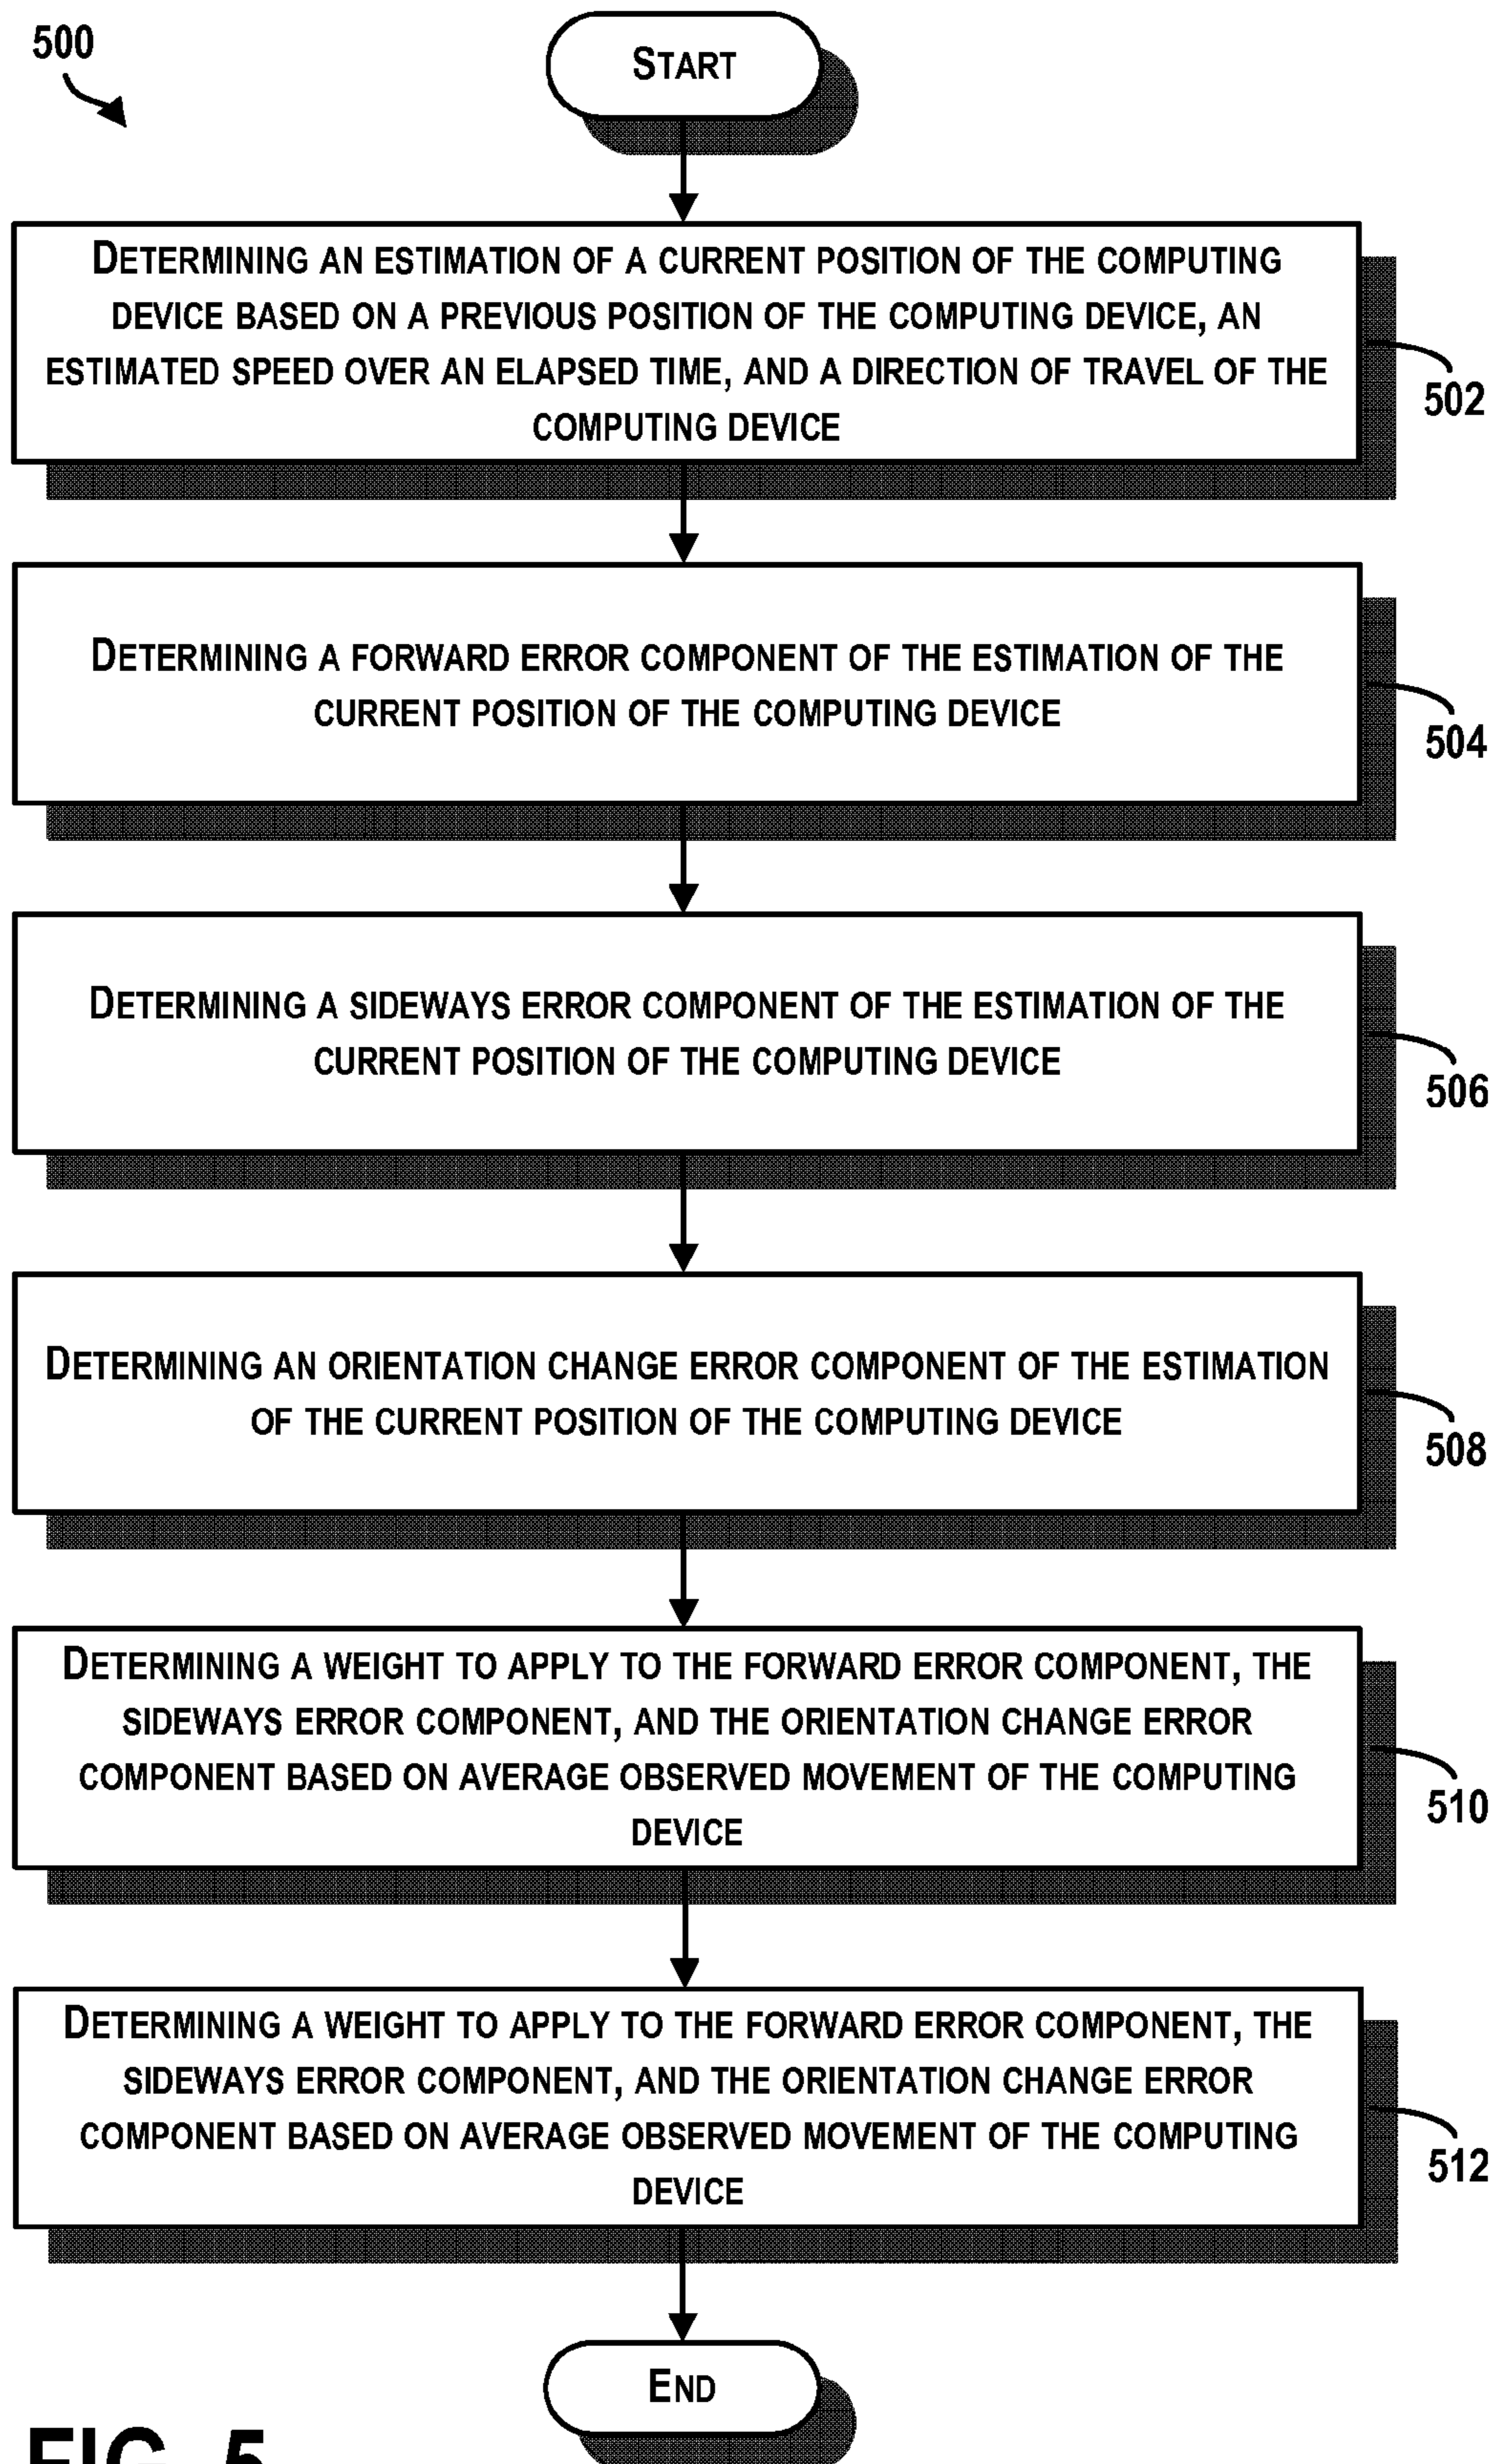 500
START
DETERMINING AN ESTIMATION OF A CURRENT POSITION OF THE COMPUTING
DEVICE BASED ON A PREVIOUS POSITION OF THE COMPUTING DEVICE, AN
ESTIMATED SPEED OVER AN ELAPSED TIME, AND A DIRECTION OF TRAVEL OF THE
COMPUTING DEVICE
502
DETERMINING A FORWARD ERROR COMPONENT OF THE ESTIMATION OF THE
CURRENT POSITION OF THE COMPUTING DEVICE
504
DETERMINING A SIDEWAYS ERROR COMPONENT OF THE ESTIMATION OF THE
CURRENT POSITION OF THE COMPUTING DEVICE
506
DETERMINING AN ORIENTATION CHANGE ERROR COMPONENT OF THE ESTIMATION
OF THE CURRENT POSITION OF THE COMPUTING DEVICE
508
DETERMINING A WEIGHT TO APPLY TO THE FORWARD ERROR COMPONENT, THE
SIDEWAYS ERROR COMPONENT, AND THE ORIENTATION CHANGE ERROR
COMPONENT BASED ON AVERAGE OBSERVED MOVEMENT OF THE COMPUTING
DEVICE
510
DETERMINING A WEIGHT TO APPLY TO THE FORWARD ERROR COMPONENT, THE
SIDEWAYS ERROR COMPONENT, AND THE ORIENTATION CHANGE ERROR
COMPONENT BASED ON AVERAGE OBSERVED MOVEMENT OF THE COMPUTING
DEVICE
512
END
FIG. 5